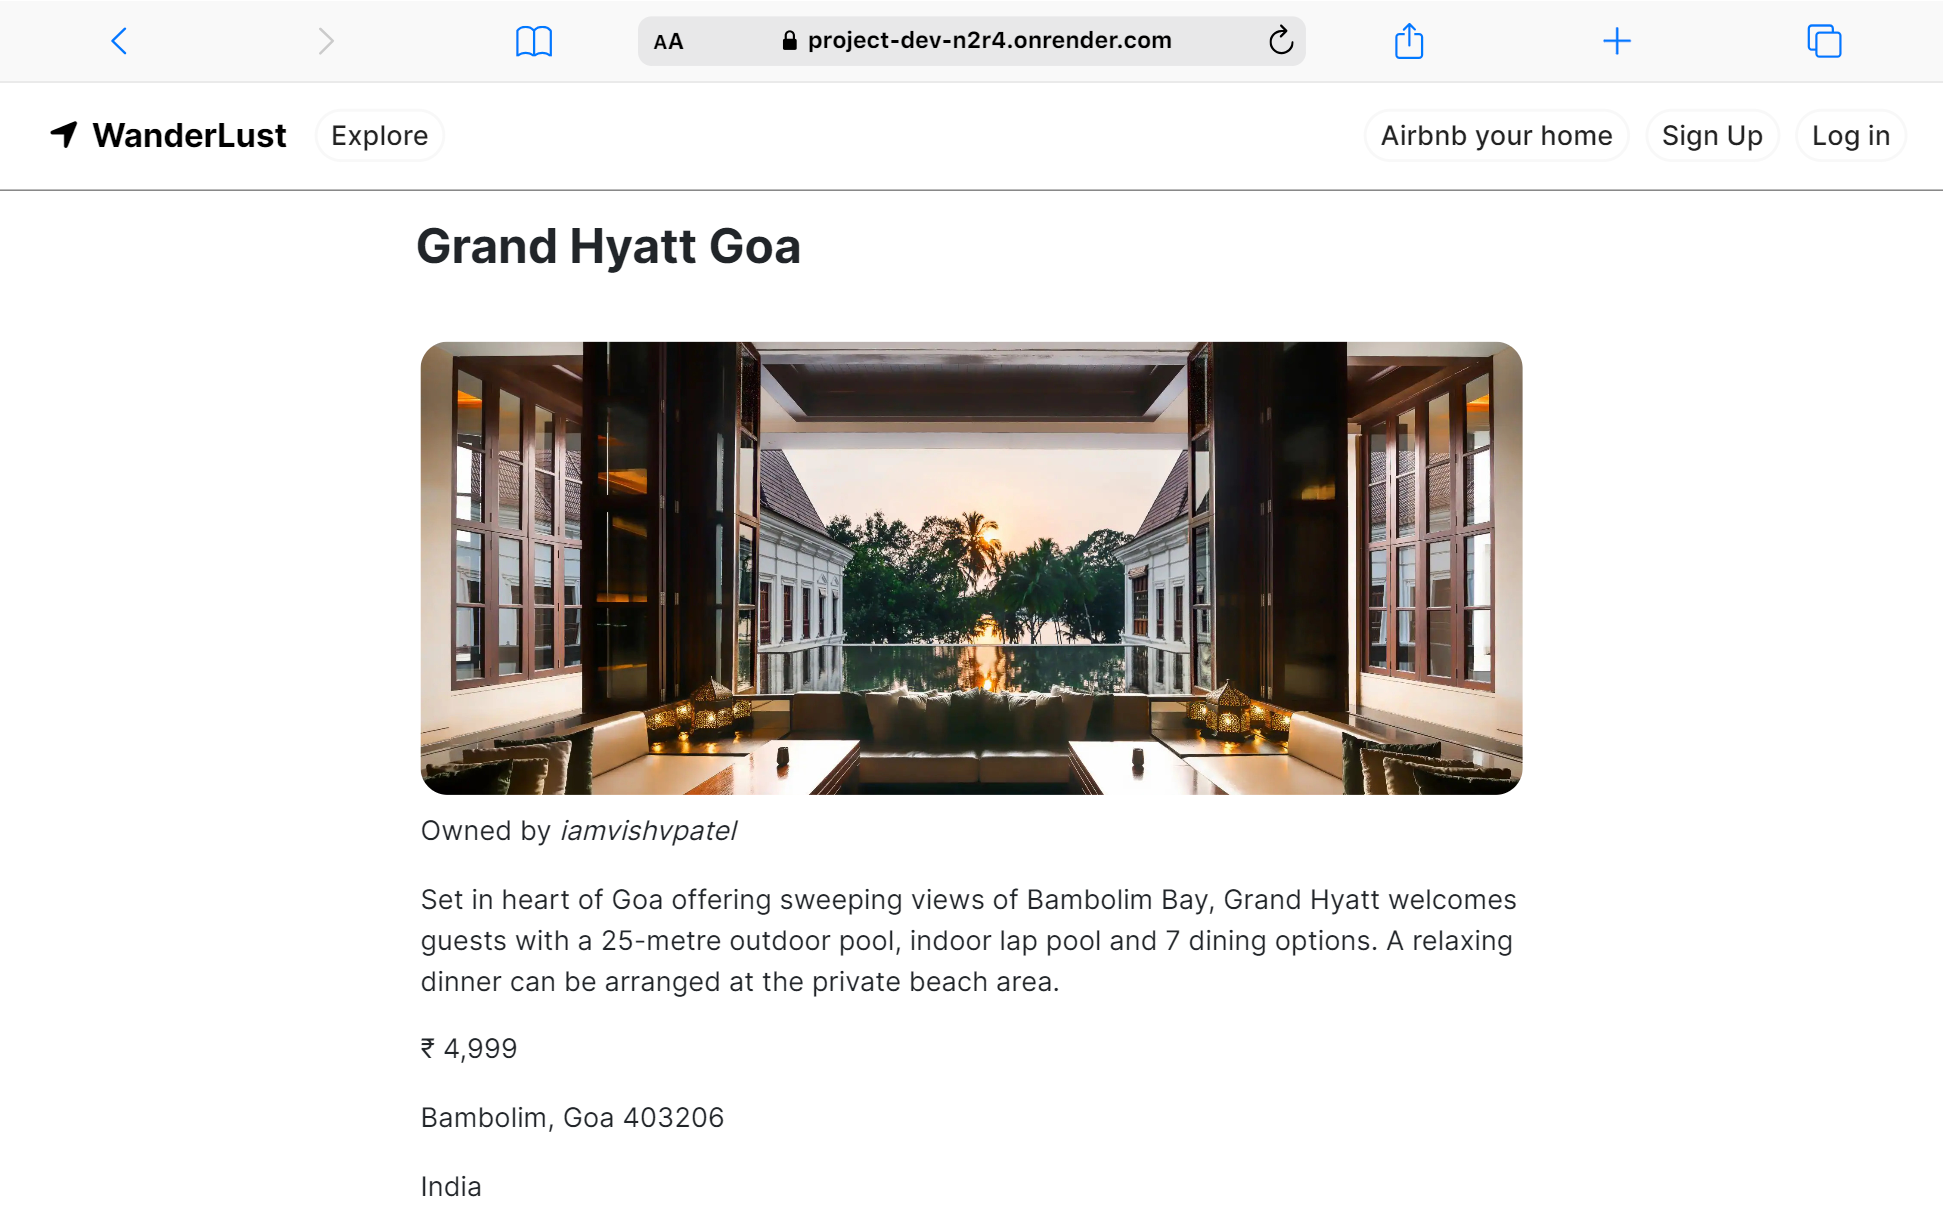 AA project-dev-n2r4.onrender.com
WanderLust Explore Airbnb your home Sign Up Log in
Grand Hyatt Goa
Owned by iamvishvpatel
Set in heart of Goa offering sweeping views of Bambolim Bay, Grand Hyatt welcomes
guests with a 25-metre outdoor pool, indoor lap pool and 7 dining options. A relaxing
dinner can be arranged at the private beach area.
₹ 4,999
Bambolim, Goa 403206
India